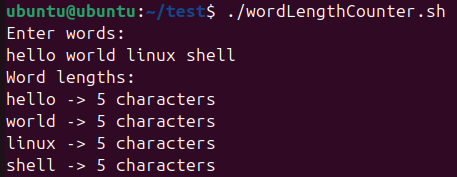 ubuntu@ubuntu:~/test$ ./wordLengthCounter.sh
Enter words:
hello world linux shell
Word lengths:
hello -> 5 characters
world -> 5 characters
linux -> 5 characters
shell -> 5 characters